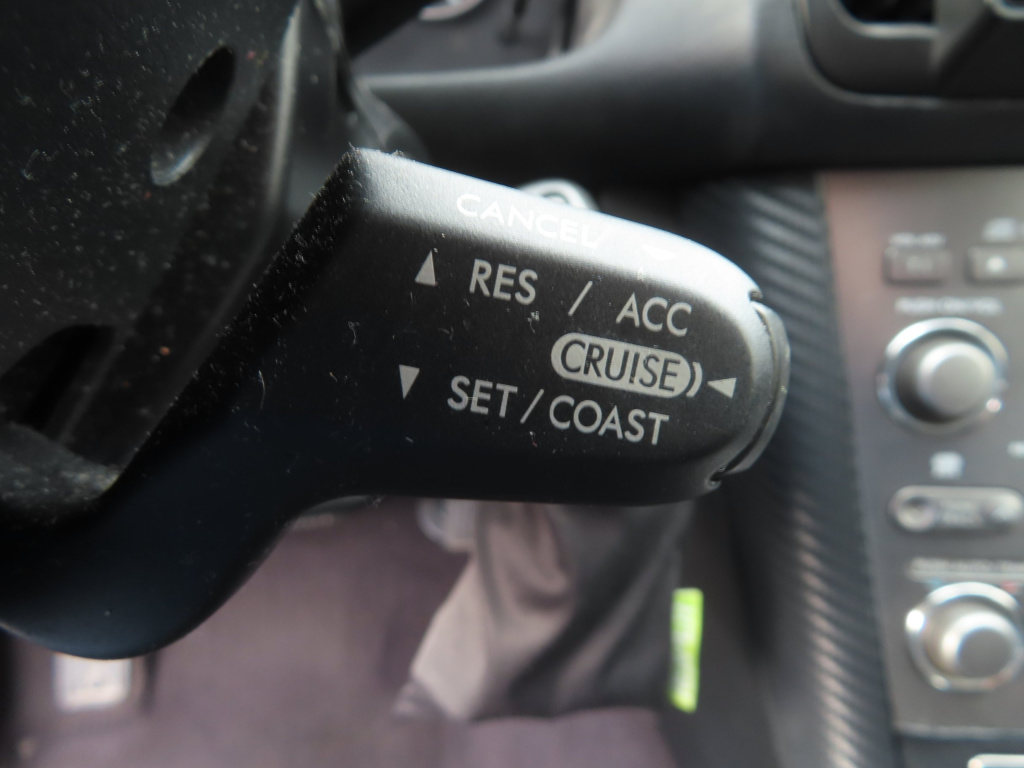 CANCEL
RES / ACC
CRUISE
SET / COAST